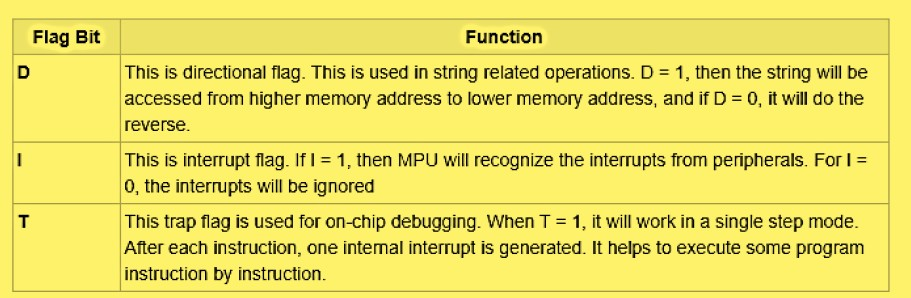 Flag Bit Function
D This is directional flag. This is used in string related operations. D = 1, then the string will be
accessed from higher memory address to lower memory address, and if D = 0, it will do the
reverse.
I This is interrupt flag. If I = 1, then MPU will recognize the interrupts from peripherals. For I =
0, the interrupts will be ignored
T This trap flag is used for on-chip debugging. When T = 1, it will work in a single step mode.
After each instruction, one internal interrupt is generated. It helps to execute some program
instruction by instruction.